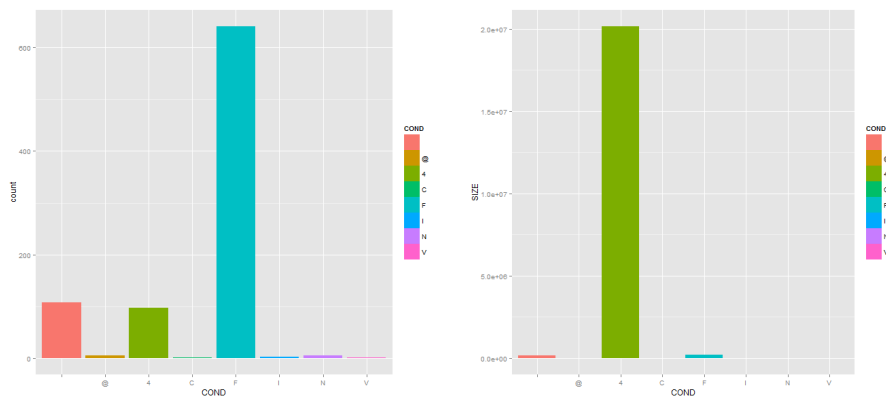 count
600
400
200
0
@ 4 C F I N V
COND
COND
@
4
C
F
I
N
V
SIZE
2.0e+07
1.5e+07
1.0e+07
5.0e+06
0.0e+00
@ 4 C F I N V
COND
COND
@
4
C
F
I
N
V